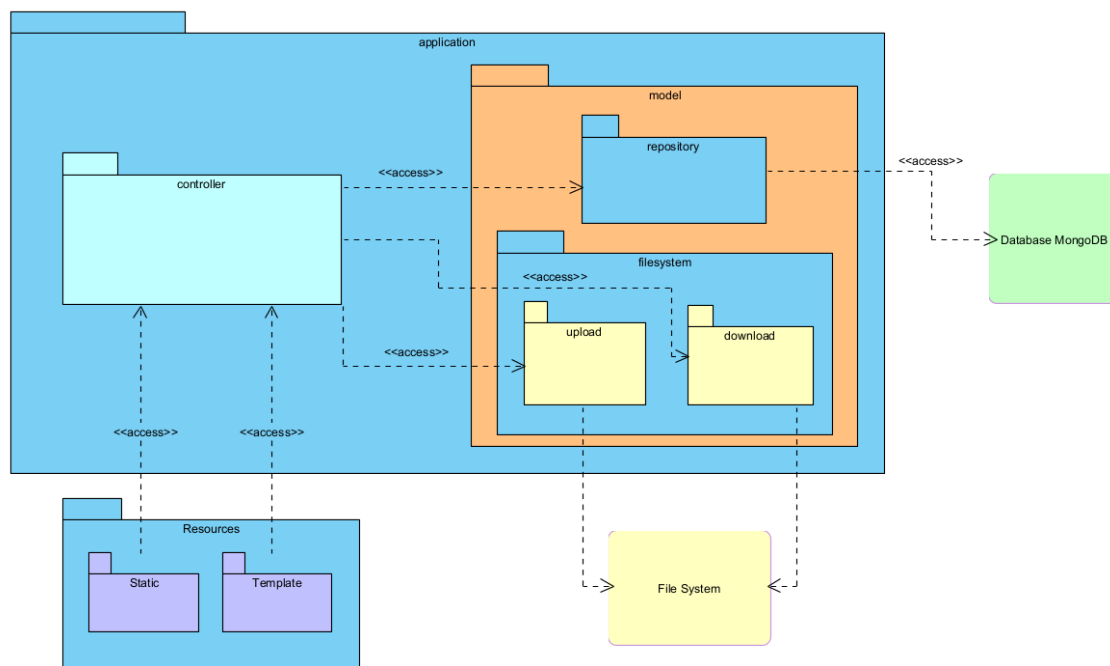 application
model
repository
<<access>>
controller
<<access>>
Database MongoDB
filesystem
<<access>>
upload
download
<<access>>
<<access>>
<<access>>
Resources
Static
Template
File System